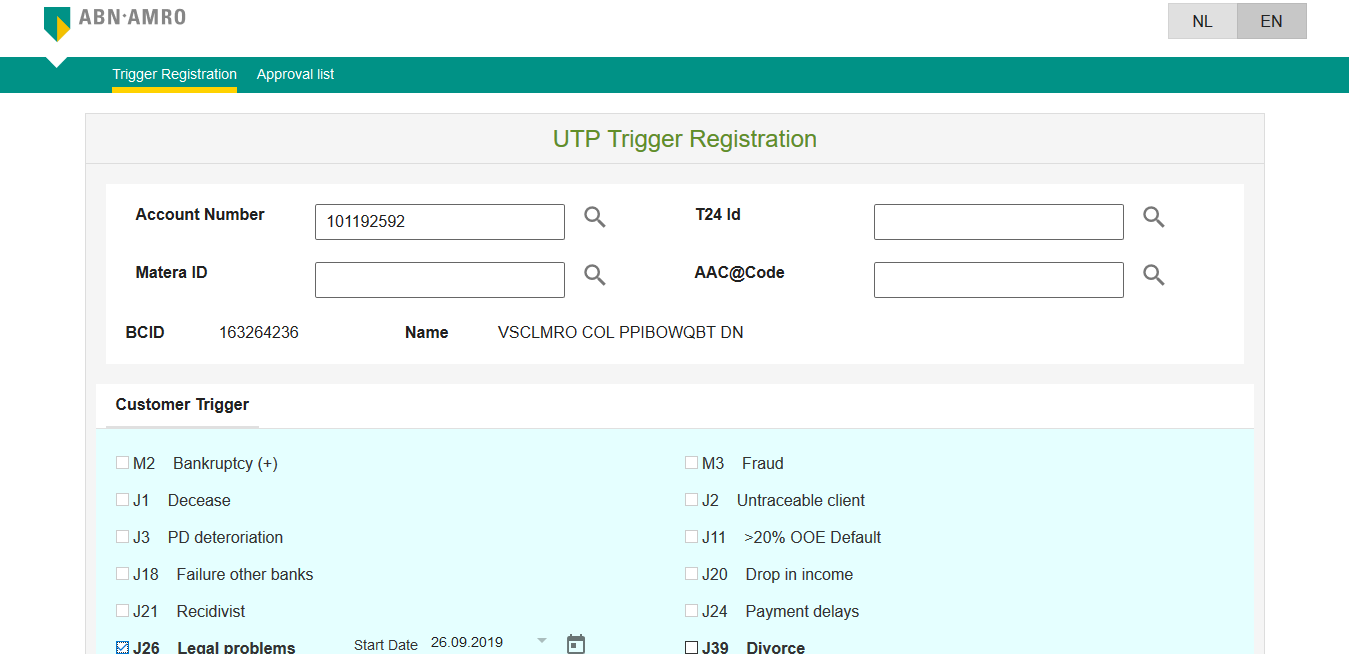 ABN·AMRO
NL EN
Trigger Registration Approval list
UTP Trigger Registration
Account Number 101192592 T24 Id
Matera ID AAC@Code
BCID 163264236 Name VSCLMRO COL PPIBOWQBT DN
Customer Trigger
M2 Bankruptcy (+) M3 Fraud
J1 Decease J2 Untraceable client
J3 PD deteroriation J11 >20% OOE Default
J18 Failure other banks J20 Drop in income
J21 Recidivist J24 Payment delays
J26 Legal problems Start Date 26.09.2019 J39 Divorce